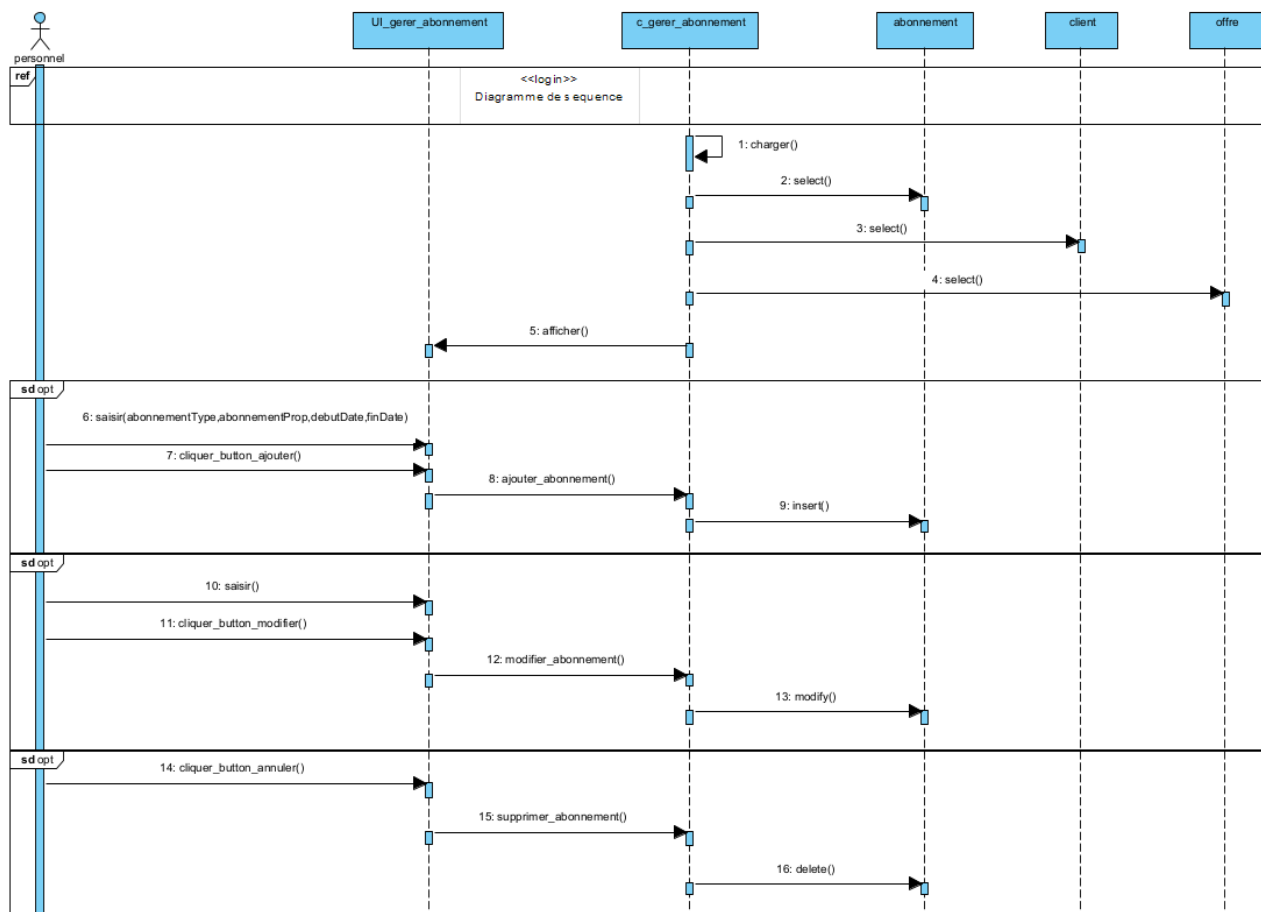 UI_gerer_abonnement
c_gerer_abonnement
abonnement
client
offre
personnel
ref
<<login>>
Diagramme de sequence
1: charger()
2: select()
3: select()
4: select()
5: afficher()
sd opt
6: saisir(abonnementType,abonnementProp,debutDate,finDate)
7: cliquer_button_ajouter()
8: ajouter_abonnement()
9: insert()
sd opt
10: saisir()
11: cliquer_button_modifier()
12: modifier_abonnement()
13: modify()
sd opt
14: cliquer_button_annuler()
15: supprimer_abonnement()
16: delete()